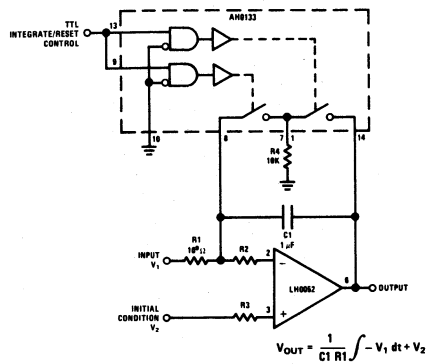 AH0133
TTL
INTEGRATE/RESET
CONTROL
13
9
10
8
7
1
14
R4
10K
C1
1 μF
INPUT
V1
R1
10⁸Ω
R2
2
−
LH0062
6
OUTPUT
INITIAL
CONDITION
V2
R3
3
+
VOUT = 1/(C1 R1) ∫ − V1 dt + V2